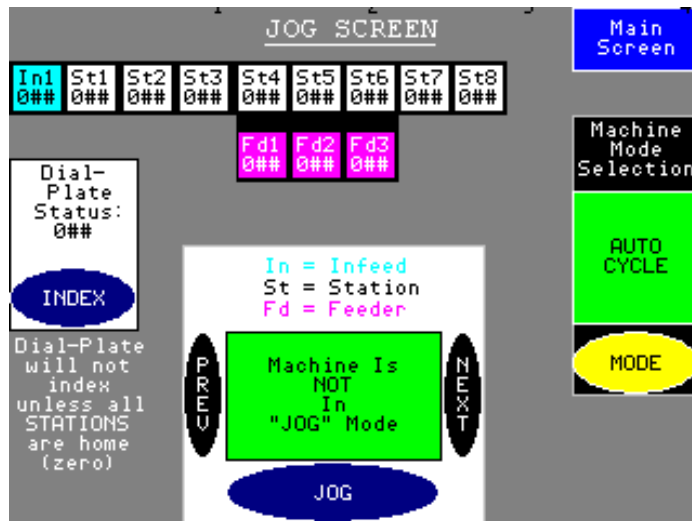 JOG SCREEN
Main
Screen
In1 St1 St2 St3 St4 St5 St6 St7 St8
0## 0## 0## 0## 0## 0## 0## 0## 0##
Fd1 Fd2 Fd3
0## 0## 0##
Dial-
Plate
Status:
0##
INDEX
Dial-Plate
will not
index
unless all
STATIONS
are home
(zero)
In = Infeed
St = Station
Fd = Feeder
PREV
Machine Is
NOT
In
"JOG" Mode
NEXT
JOG
Machine
Mode
Selection
AUTO
CYCLE
MODE